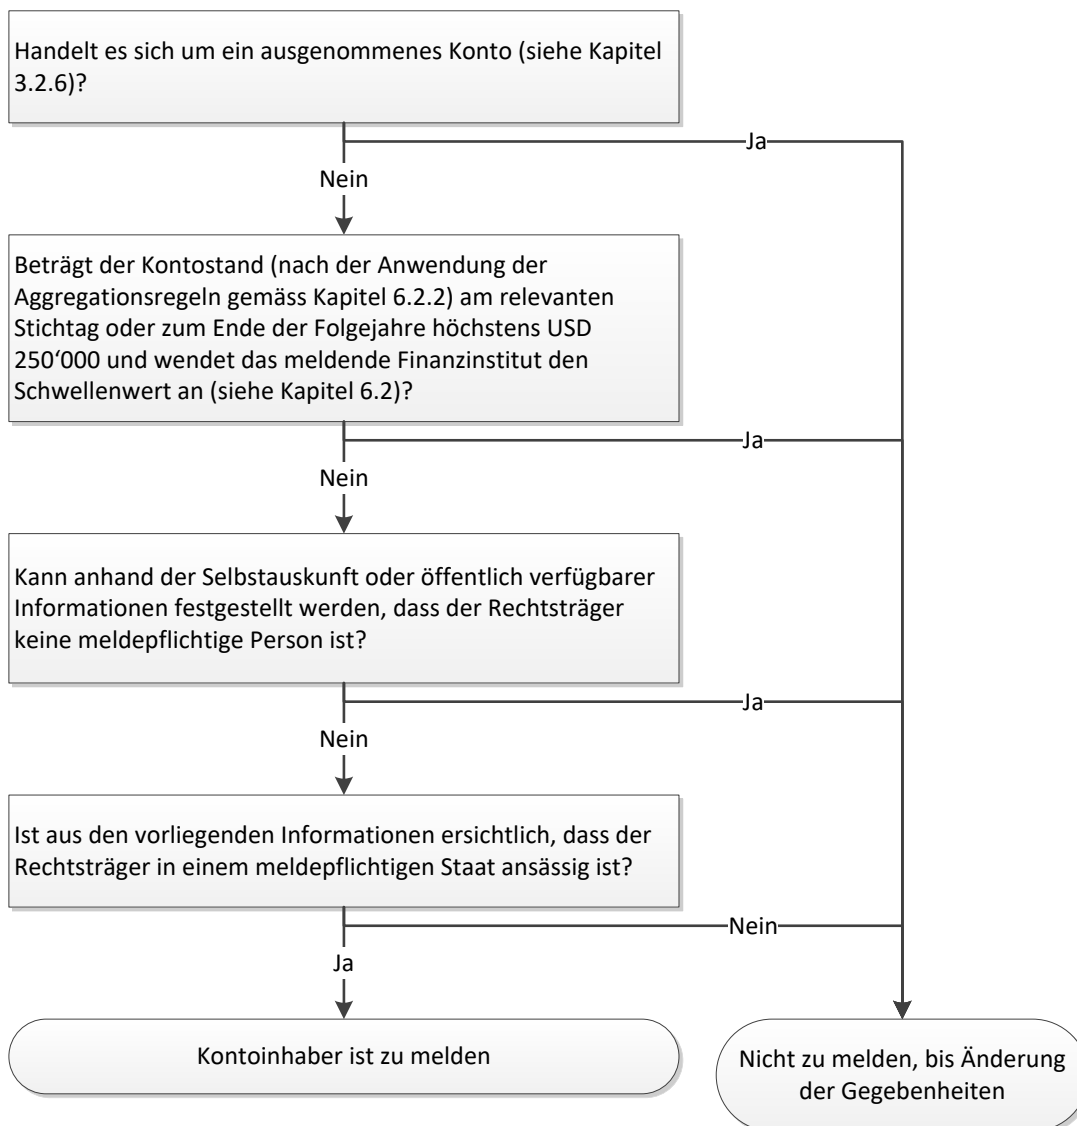 Handelt es sich um ein ausgenommenes Konto (siehe Kapitel
3.2.6)?
Ja
Nein
Beträgt der Kontostand (nach der Anwendung der
Aggregationsregeln gemäss Kapitel 6.2.2) am relevanten
Stichtag oder zum Ende der Folgejahre höchstens USD
250‘000 und wendet das meldende Finanzinstitut den
Schwellenwert an (siehe Kapitel 6.2)?
Ja
Nein
Kann anhand der Selbstauskunft oder öffentlich verfügbarer
Informationen festgestellt werden, dass der Rechtsträger
keine meldepflichtige Person ist?
Ja
Nein
Ist aus den vorliegenden Informationen ersichtlich, dass der
Rechtsträger in einem meldepflichtigen Staat ansässig ist?
Nein
Ja
Kontoinhaber ist zu melden
Nicht zu melden, bis Änderung
der Gegebenheiten